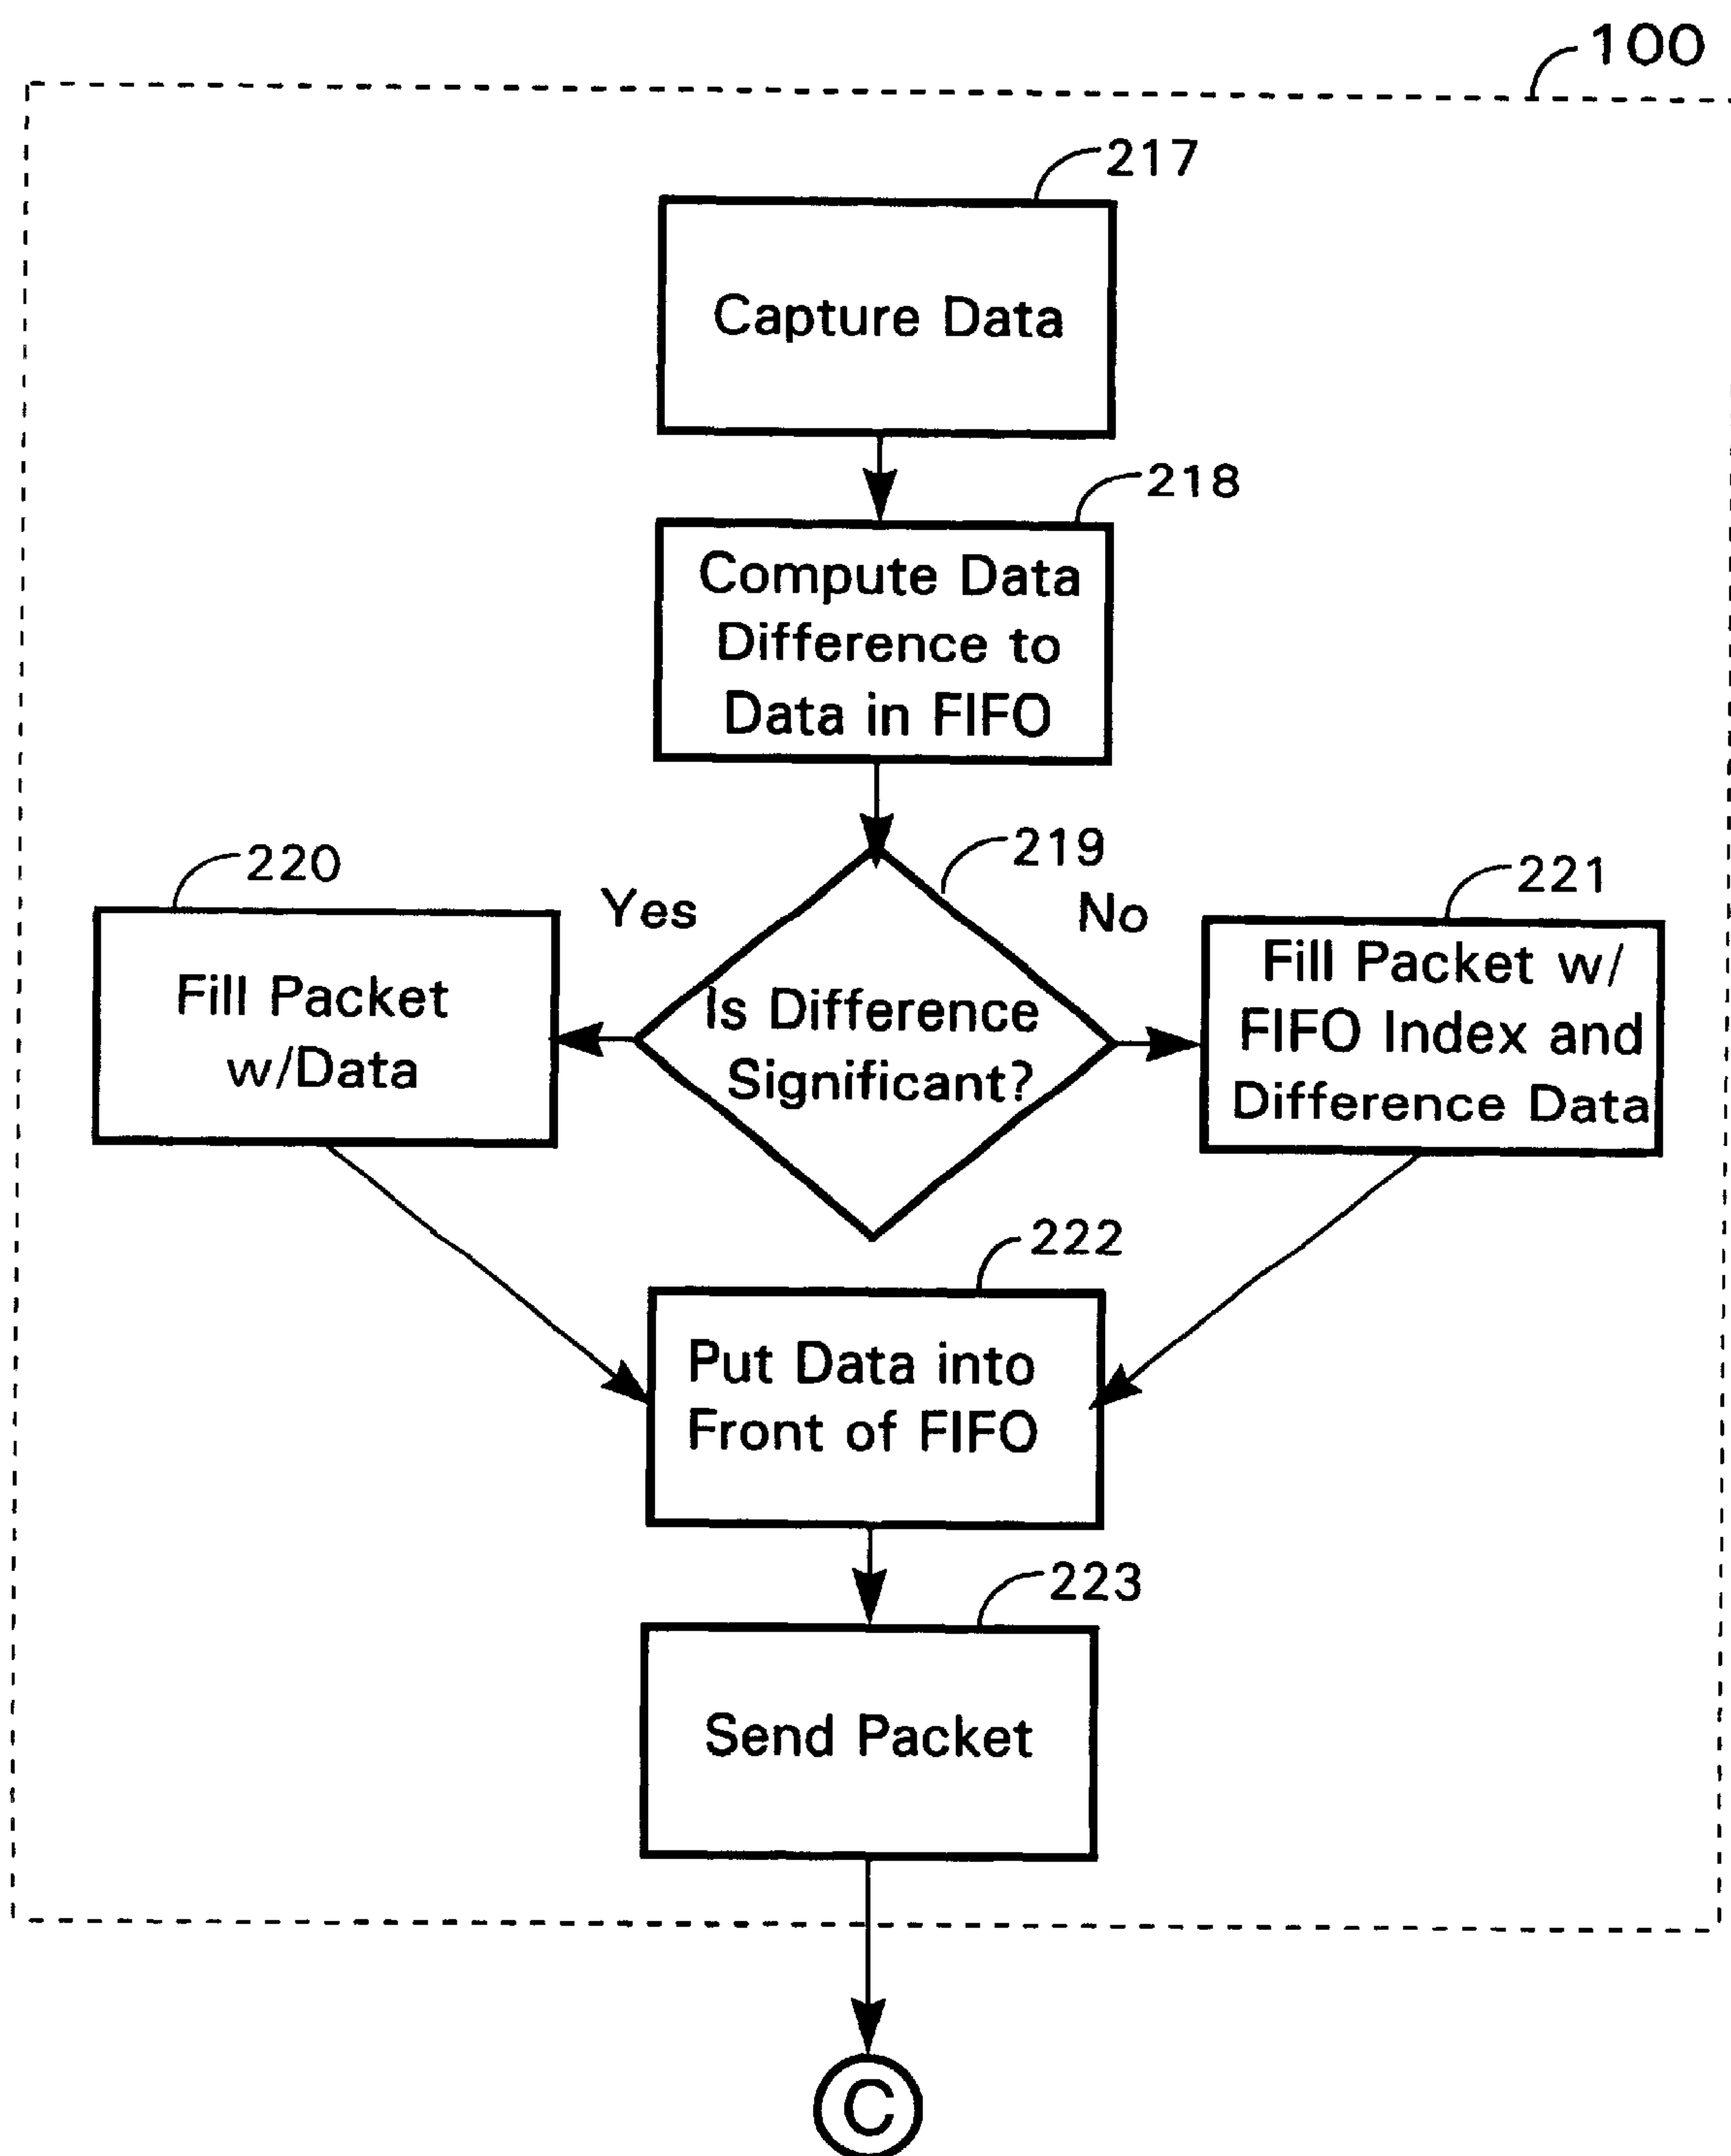 100
217
Capture Data
218
Compute Data
Difference to
Data in FIFO
219
220
Yes
No
221
Fill Packet
w/Data
Is Difference
Significant?
Fill Packet w/
FIFO Index and
Difference Data
222
Put Data into
Front of FIFO
223
Send Packet
C